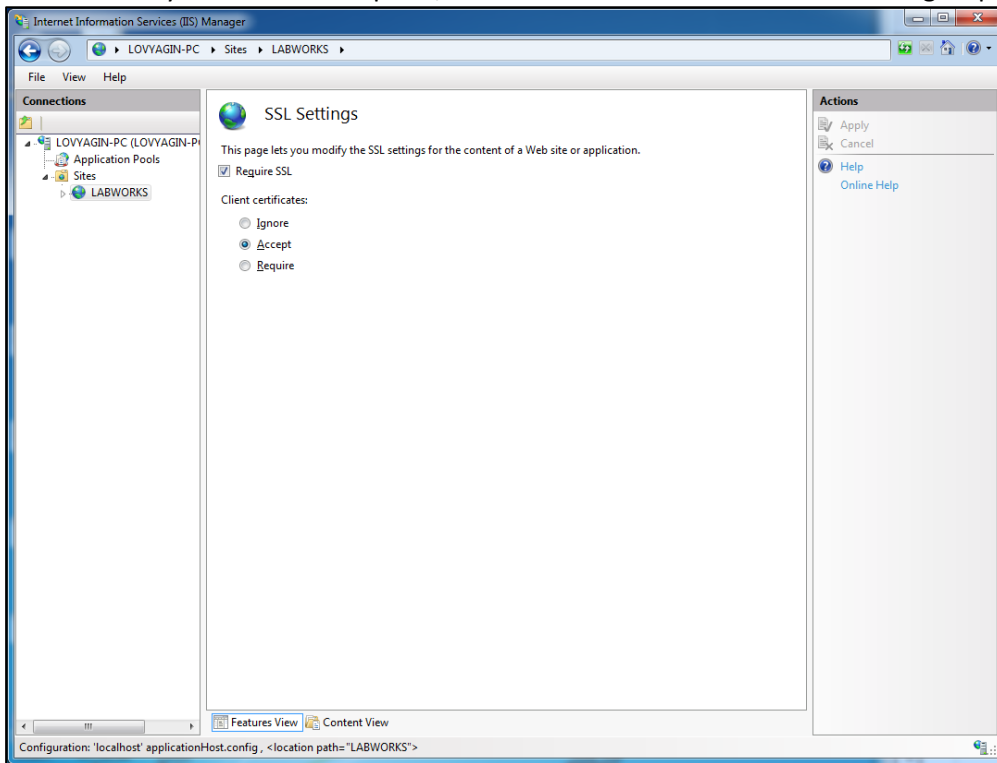 Internet Information Services (IIS) Manager
LOVYAGIN-PC Sites LABWORKS
File View Help
Connections
LOVYAGIN-PC (LOVYAGIN-P
Application Pools
Sites
LABWORKS
SSL Settings
This page lets you modify the SSL settings for the content of a Web site or application.
Require SSL
Client certificates:
Ignore
Accept
Require
Features View Content View
Actions
Apply
Cancel
Help
Online Help
Configuration: 'localhost' applicationHost.config , <location path="LABWORKS">